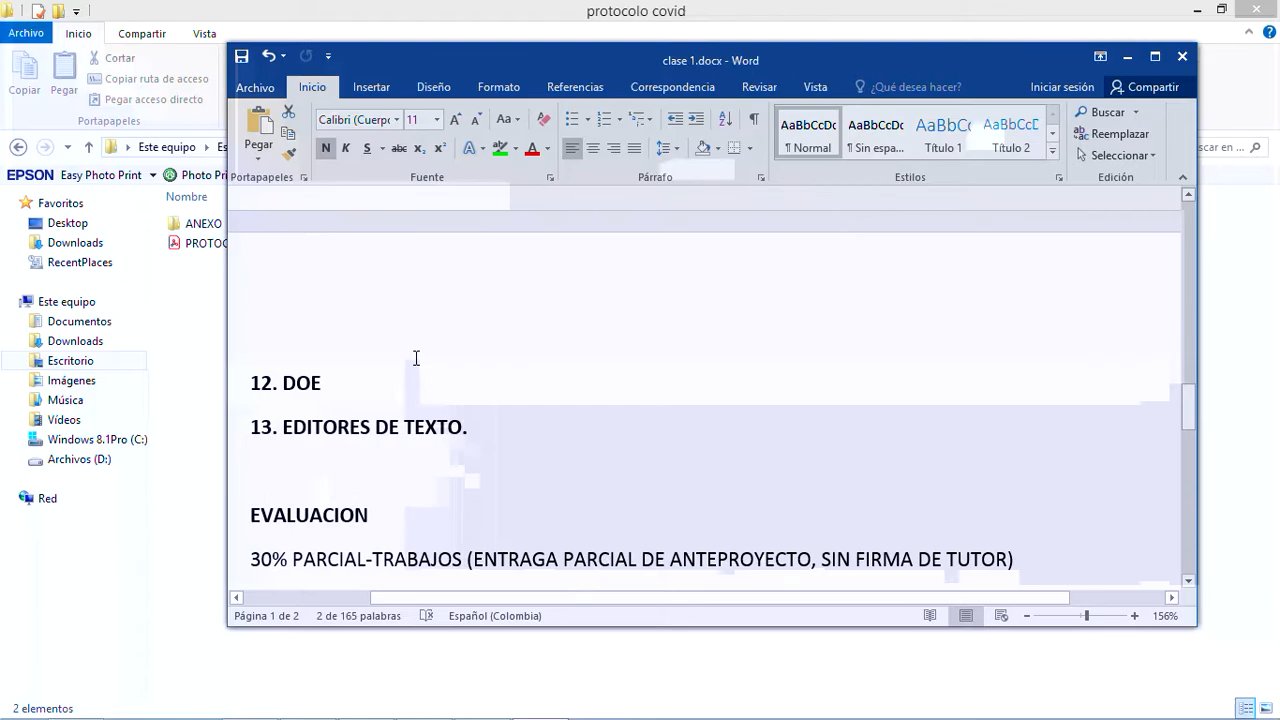 protocolo covid
Archivo Inicio Compartir Vista
Copiar Pegar Cortar
Copiar ruta de acceso
Pegar acceso directo
Portapapeles
Este equipo
EPSON Easy Photo Print Photo
Favoritos
Desktop
Downloads
RecentPlaces
Este equipo
Documentos
Downloads
Escritorio
Imágenes
Música
Vídeos
Windows 8.1Pro (C:)
Archivos (D:)
Red
Nombre
ANEXO
2 elementos
clase 1.docx - Word
Archivo Inicio Insertar Diseño Formato Referencias Correspondencia Revisar Vista ¿Qué desea hacer? Iniciar sesión Compartir
Pegar
Calibri (Cuerpo 11 Aa
N K S abc x₂ x² A A
AaBbCcDc AaBbCcDc AaBbCc AaBbCcD
¶ Normal ¶ Sin espa... Título 1 Título 2
Buscar
Reemplazar
Seleccionar
Portapapeles Fuente Párrafo Estilos Edición
12. DOE
13. EDITORES DE TEXTO.
EVALUACION
30% PARCIAL-TRABAJOS (ENTRAGA PARCIAL DE ANTEPROYECTO, SIN FIRMA DE TUTOR)
Página 1 de 2 2 de 165 palabras Español (Colombia) 156%